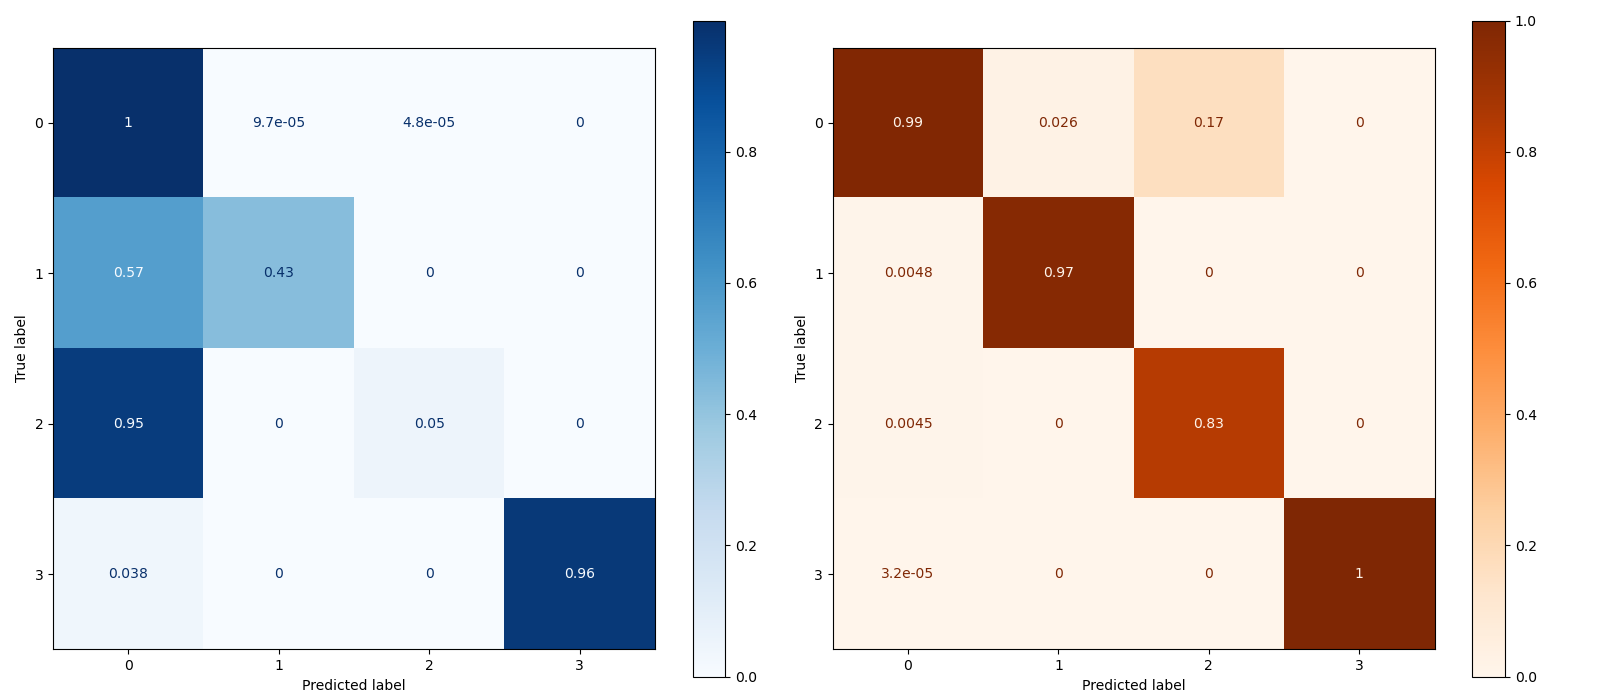 0 1 9.7e-05 4.8e-05 0
1 0.57 0.43 0 0
2 0.95 0 0.05 0
3 0.038 0 0 0.96
0 1 2 3
True label
Predicted label
0.8
0.6
0.4
0.2
0.0
0 0.99 0.026 0.17 0
1 0.0048 0.97 0 0
2 0.0045 0 0.83 0
3 3.2e-05 0 0 1
0 1 2 3
True label
Predicted label
1.0
0.8
0.6
0.4
0.2
0.0